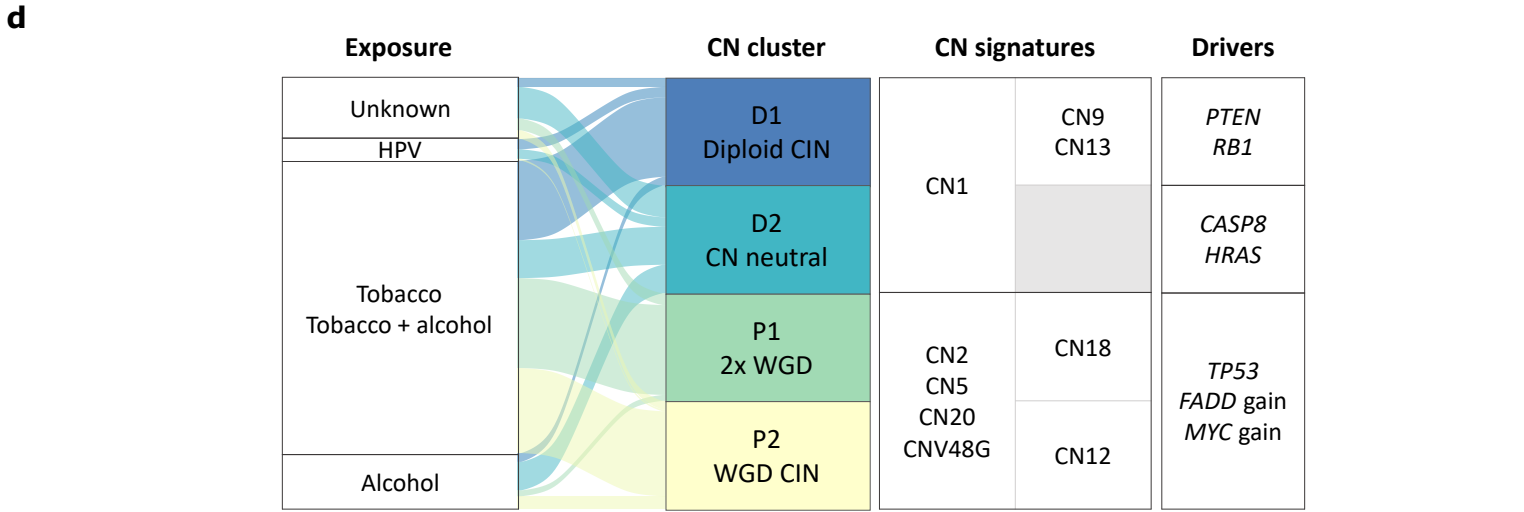 d
Exposure
CN cluster
CN signatures
Drivers
Unknown
HPV
Tobacco
Tobacco + alcohol
Alcohol
D1
Diploid CIN
D2
CN neutral
P1
2x WGD
P2
WGD CIN
CN1
CN9
CN13
CN2
CN5
CN20
CNV48G
CN18
CN12
PTEN
RB1
CASP8
HRAS
TP53
FADD gain
MYC gain